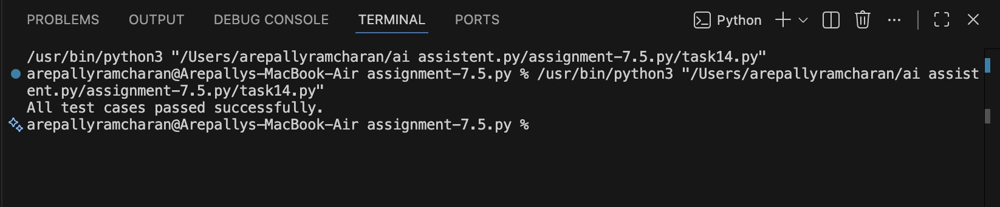 PROBLEMS OUTPUT DEBUG CONSOLE TERMINAL PORTS Python
/usr/bin/python3 "/Users/arepallyramcharan/ai assistent.py/assignment-7.5.py/task14.py"
arepallyramcharan@Arepallys-MacBook-Air assignment-7.5.py % /usr/bin/python3 "/Users/arepallyramcharan/ai assist
ent.py/assignment-7.5.py/task14.py"
All test cases passed successfully.
arepallyramcharan@Arepallys-MacBook-Air assignment-7.5.py %